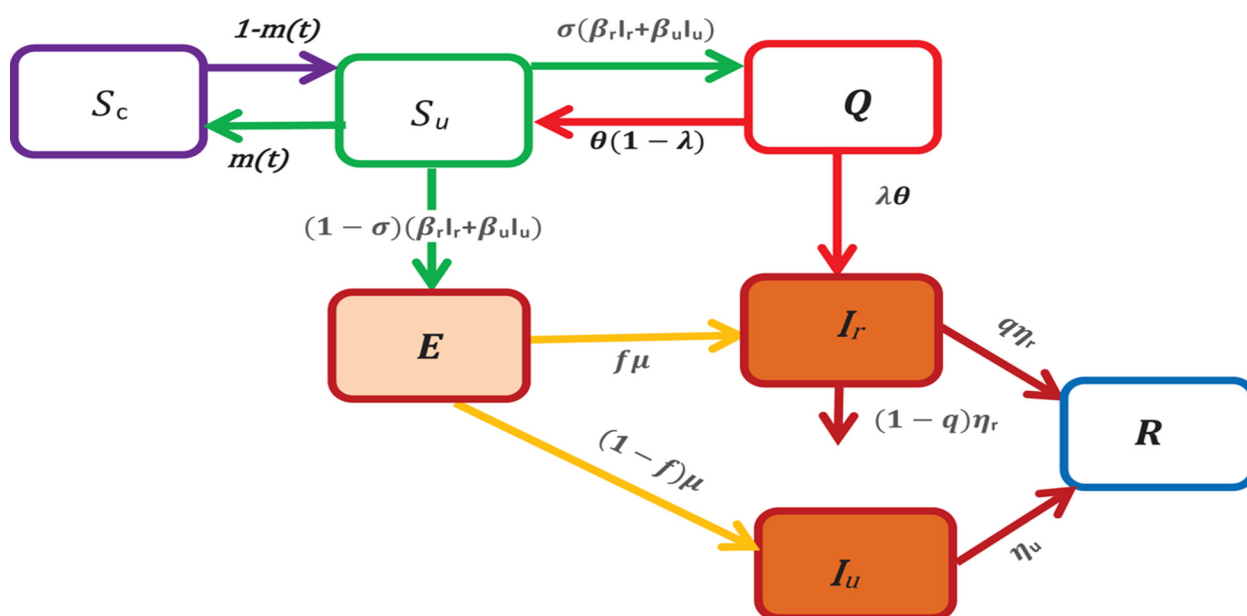 1-m(t)
σ(βrIr+βuIu)
Sc
Su
Q
m(t)
θ(1 − λ)
λθ
(1 − σ)(βrIr+βuIu)
E
fμ
Ir
qηr
(1 − q)ηr
R
(1 − f)μ
Iu
ηu